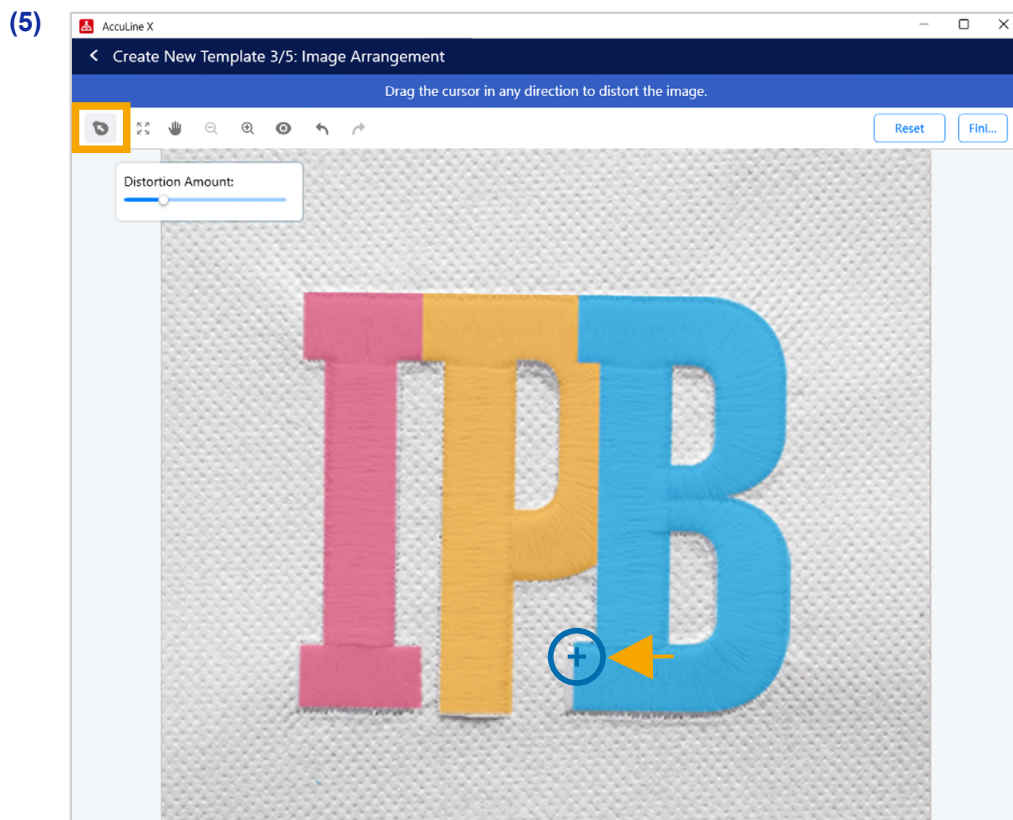 (5)
AccuLine X
Create New Template 3/5: Image Arrangement
Drag the cursor in any direction to distort the image.
Reset Fini...
Distortion Amount:
IPB